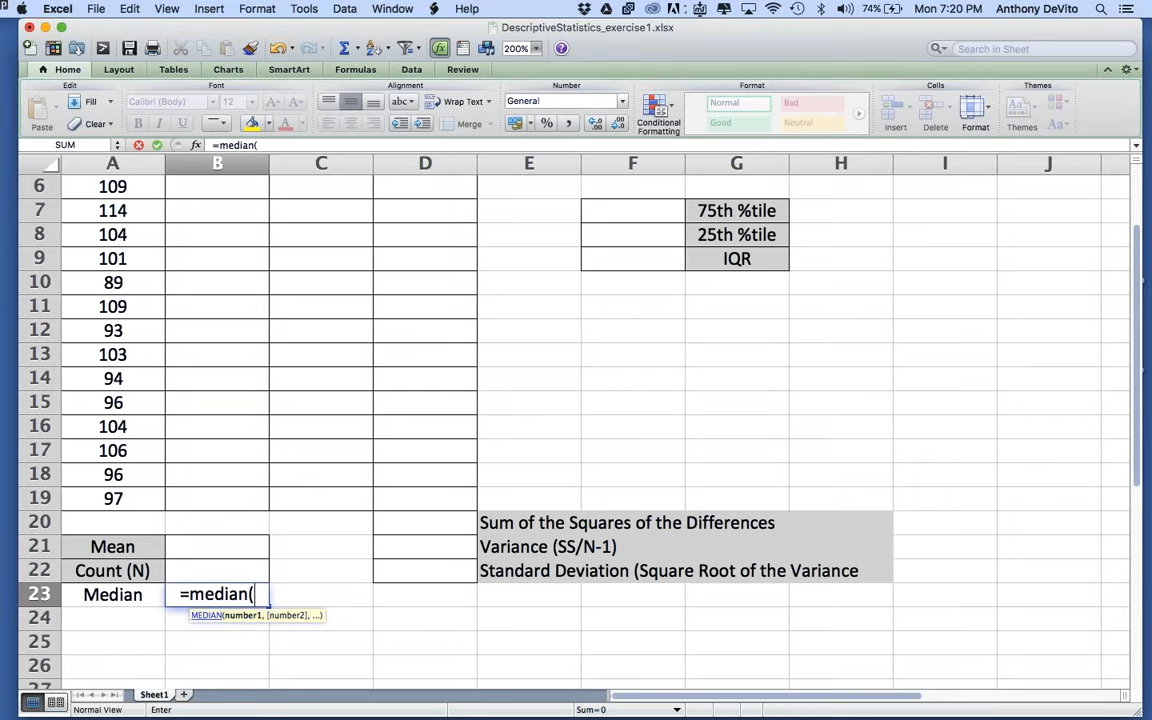 Excel File Edit View Insert Format Tools Data Window Help 74% Mon 7:20 PM Anthony DeVito
DescriptiveStatistics_exercise1.xlsx
fx 200% Search in Sheet
Home Layout Tables Charts SmartArt Formulas Data Review
Edit Font Alignment Number Format Cells Themes
Fill Calibri (Body) 12 A A abc Wrap Text General Normal Bad
Paste Clear B I U A Merge % , Conditional Formatting Good Neutral Insert Delete Format Themes Aa
SUM fx =median(
A B C D E F G H I J
6 109
7 114 75th %tile
8 104 25th %tile
9 101 IQR
10 89
11 109
12 93
13 103
14 94
15 96
16 104
17 106
18 96
19 97
20 Sum of the Squares of the Differences
21 Mean Variance (SS/N-1)
22 Count (N) Standard Deviation (Square Root of the Variance
23 Median =median(
24 MEDIAN(number1, [number2], ...)
25
26
27
Sheet1
Normal View Enter Sum=0